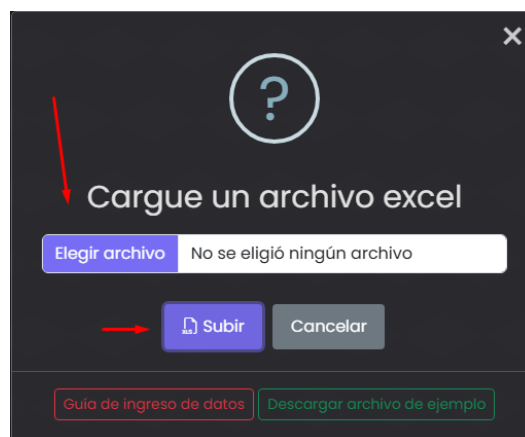 ×
?
Cargue un archivo excel
Elegir archivo No se eligió ningún archivo
XLS Subir Cancelar
Guía de ingreso de datos Descargar archivo de ejemplo